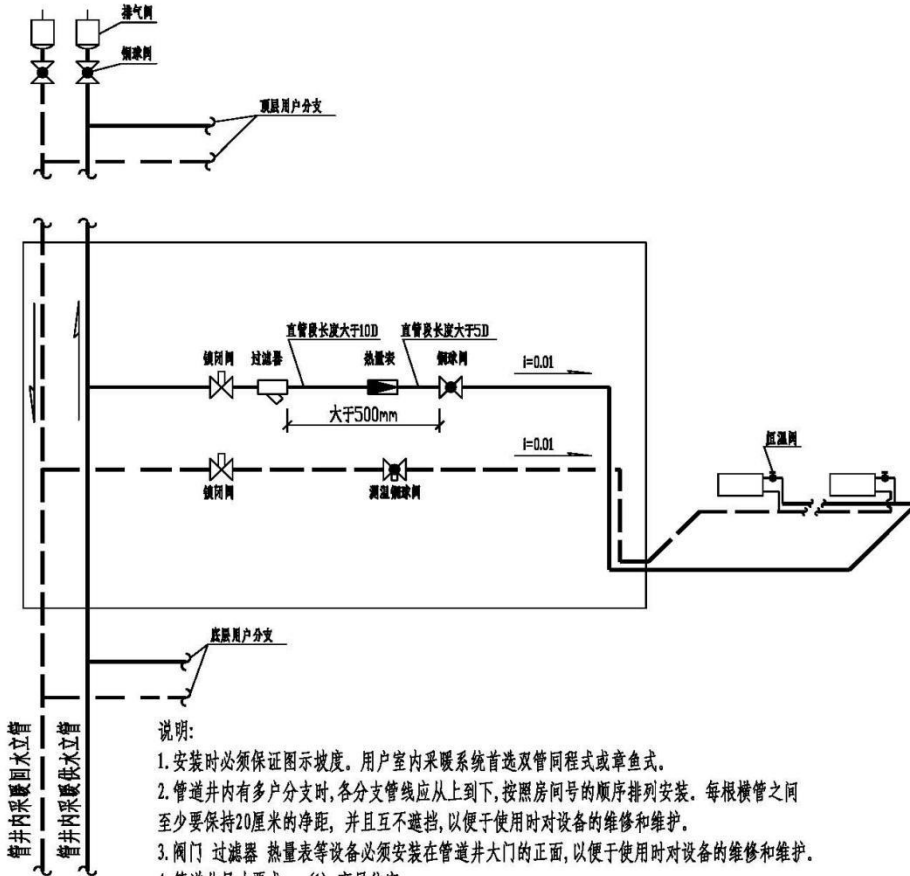 排气阀
铜球阀
顶层用户分支
直管段长度大于10D
直管段长度大于5D
锁闭阀
过滤器
热量表
铜球阀
i=0.01
大于500mm
i=0.01
恒温阀
锁闭阀
测温铜球阀
底层用户分支
管井内采暖回水立管
管井内采暖供水立管
说明:
1.安装时必须保证图示坡度。用户室内采暖系统首选双管同程式或章鱼式。
2.管道井内有多户分支时,各分支管线应从上到下,按照房间号的顺序排列安装。每根横管之间
至少要保持20厘米的净距, 并且互不遮挡,以便于使用时对设备的维修和维护。
3.阀门 过滤器 热量表等设备必须安装在管道井大门的正面,以便于使用时对设备的维修和维护。